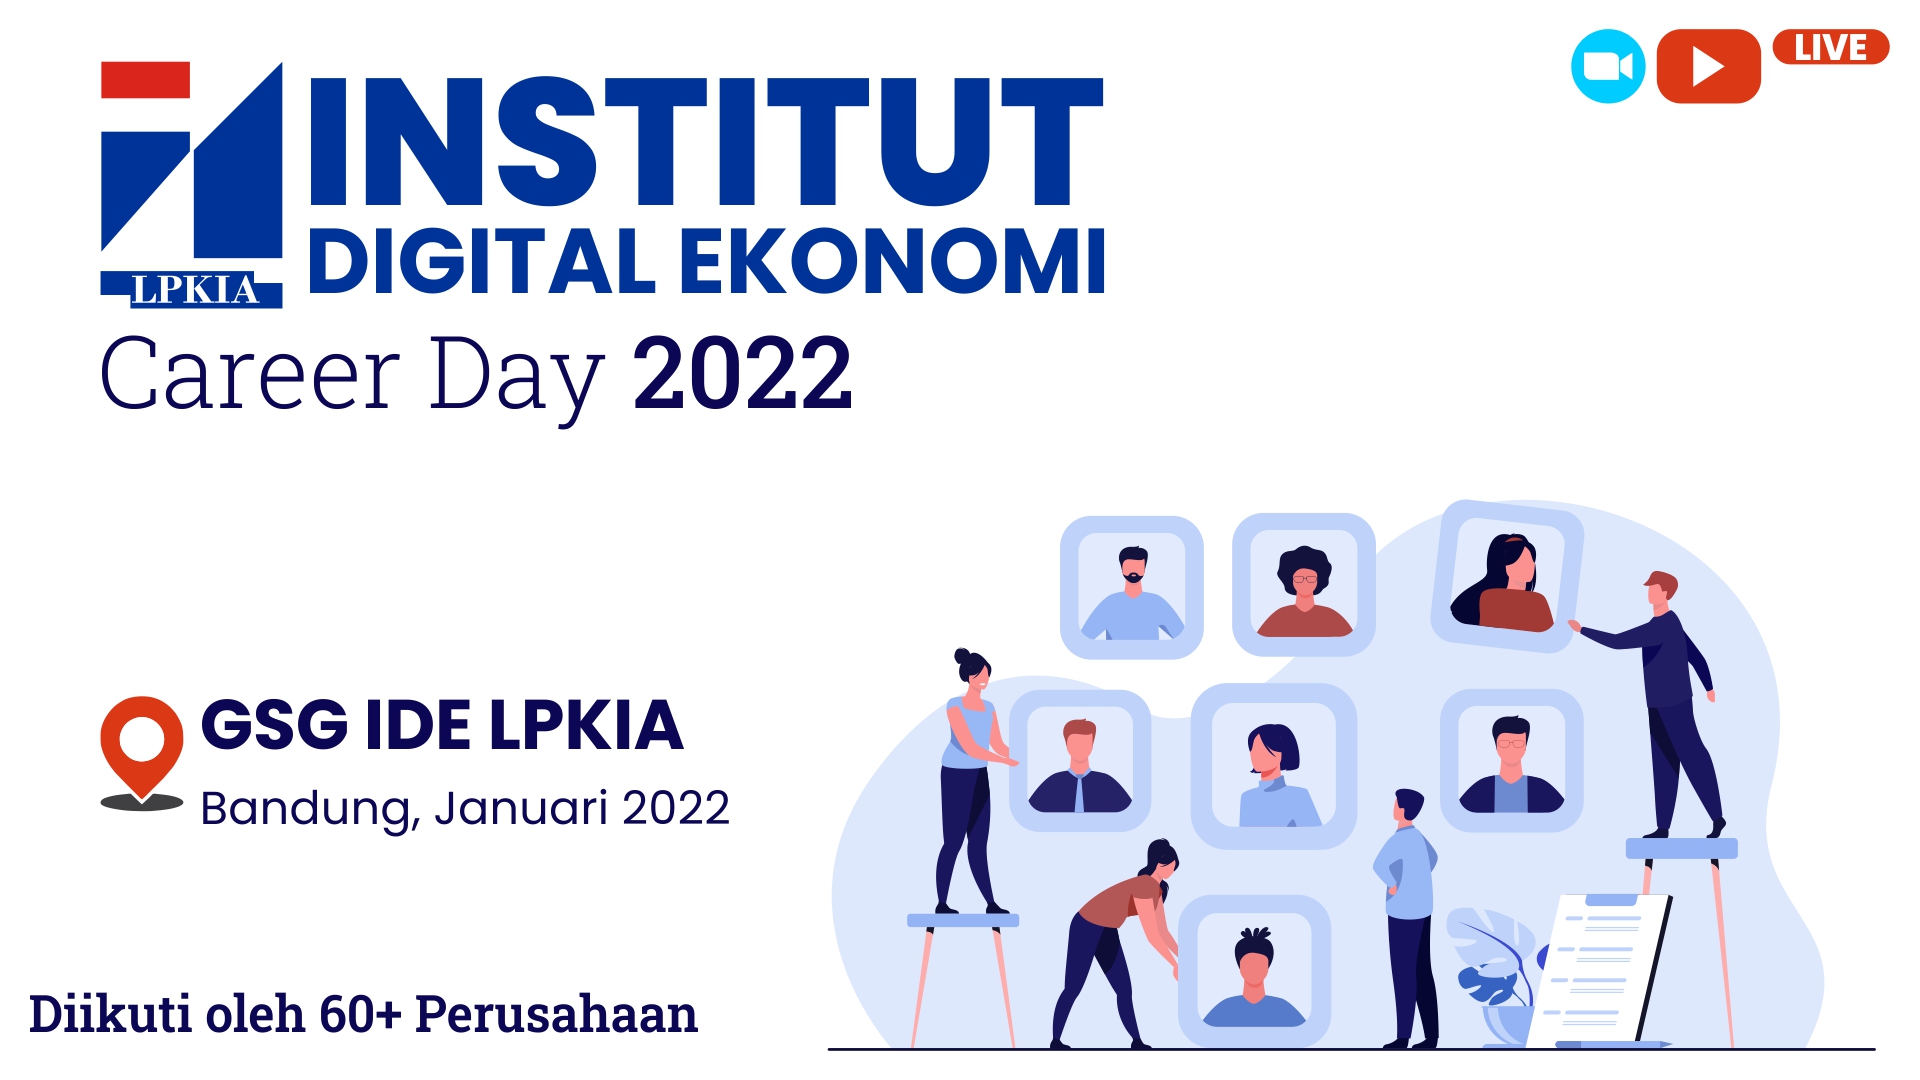 LIVE
INSTITUT
DIGITAL EKONOMI
LPKIA
Career Day 2022
GSG IDE LPKIA
Bandung, Januari 2022
Diikuti oleh 60+ Perusahaan